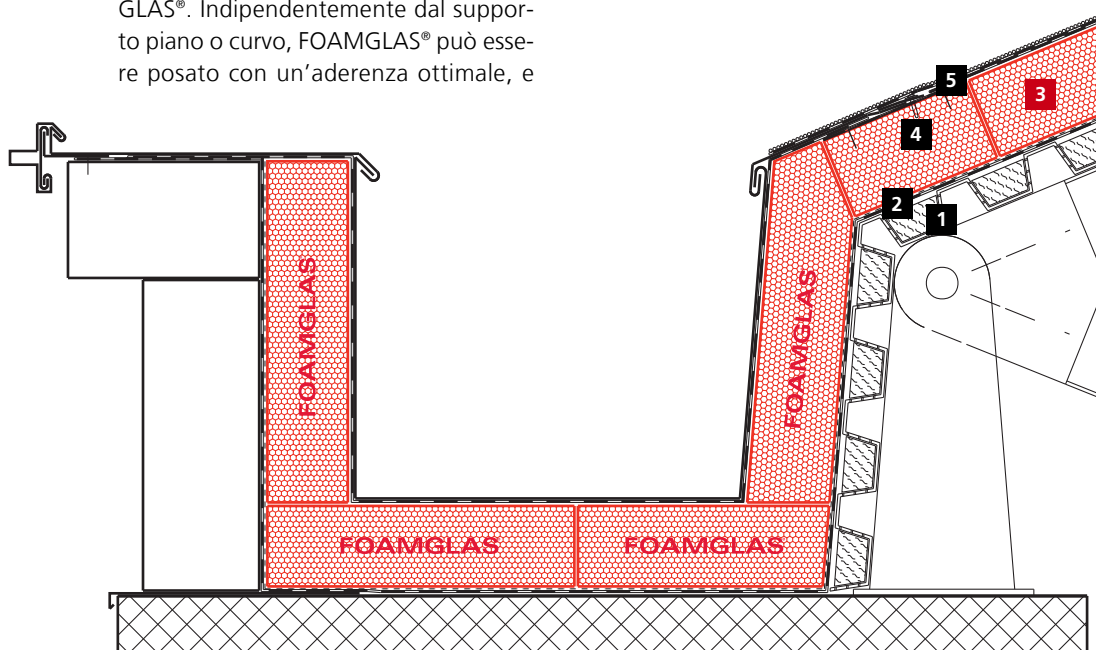 GLAS®. Indipendentemente dal suppor-
to piano o curvo, FOAMGLAS® può esse-
re posato con un'aderenza ottimale, e
5
3
4
2
1
FOAMGLAS
FOAMGLAS
FOAMGLAS
FOAMGLAS